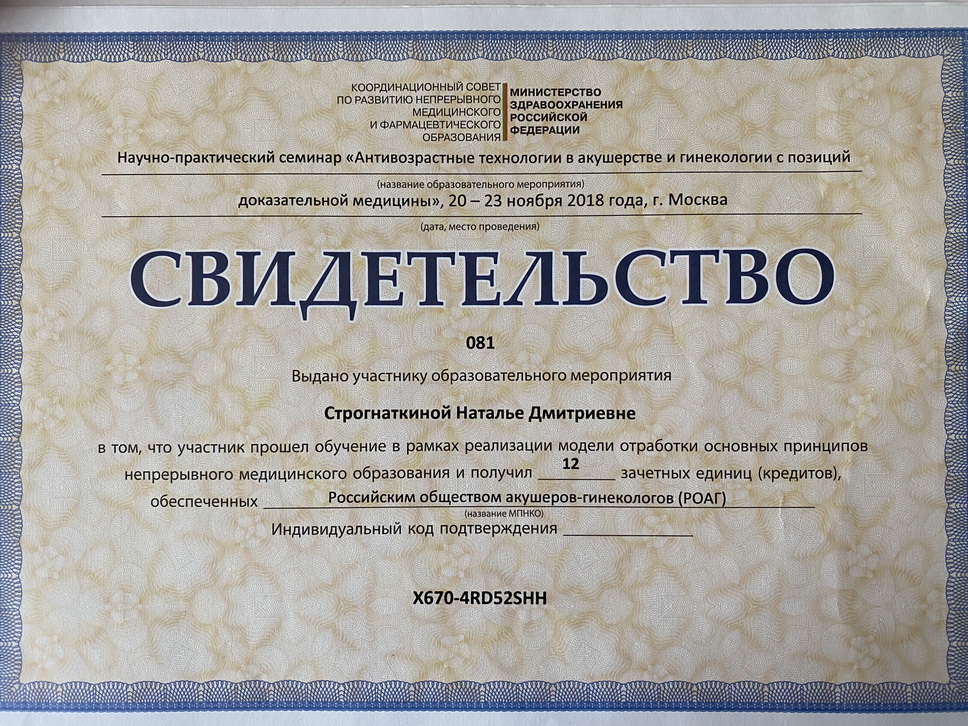 КООРДИНАЦИОННЫЙ СОВЕТ
ПО РАЗВИТИЮ НЕПРЕРЫВНОГО
МЕДИЦИНСКОГО
И ФАРМАЦЕВТИЧЕСКОГО
ОБРАЗОВАНИЯ
МИНИСТЕРСТВО
ЗДРАВООХРАНЕНИЯ
РОССИЙСКОЙ
ФЕДЕРАЦИИ
Научно-практический семинар «Антивозрастные технологии в акушерстве и гинекологии с позиций
(название образовательного мероприятия)
доказательной медицины», 20 – 23 ноября 2018 года, г. Москва
(дата, место проведения)
СВИДЕТЕЛЬСТВО
081
Выдано участнику образовательного мероприятия
Строгнаткиной Наталье Дмитриевне
в том, что участник прошел обучение в рамках реализации модели отработки основных принципов
непрерывного медицинского образования и получил 12 зачетных единиц (кредитов),
обеспеченных Российским обществом акушеров-гинекологов (РОАГ)
(название МПНКО)
Индивидуальный код подтверждения
X670-4RD52SHH